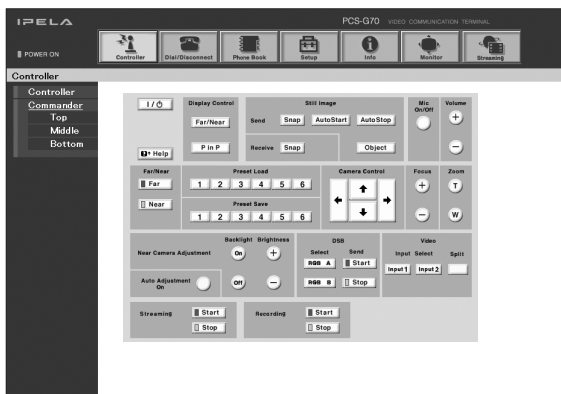 IPELA
PCS-G70 VIDEO COMMUNICATION TERMINAL
POWER ON
Controller
Dial/Disconnect
Phone Book
Setup
Info
Monitor
Streaming
Controller
Controller
Commander
Top
Middle
Bottom
I /
Display Control
Far/Near
P in P
Help
Still Image
Send Snap AutoStart AutoStop
Receive Snap Object
Mic
On/Off
Volume
+
−
Far/Near
Far
Near
Preset Load
1 2 3 4 5 6
Preset Save
1 2 3 4 5 6
Camera Control
Focus
+
−
Zoom
T
W
Near Camera Adjustment
Backlight
On
Off
Brightness
+
−
Auto Adjustment
On
DSB
Select Send
RGB A Start
RGB B Stop
Video
Input Select Split
Input1 Input2
Streaming Start
Stop
Recording Start
Stop